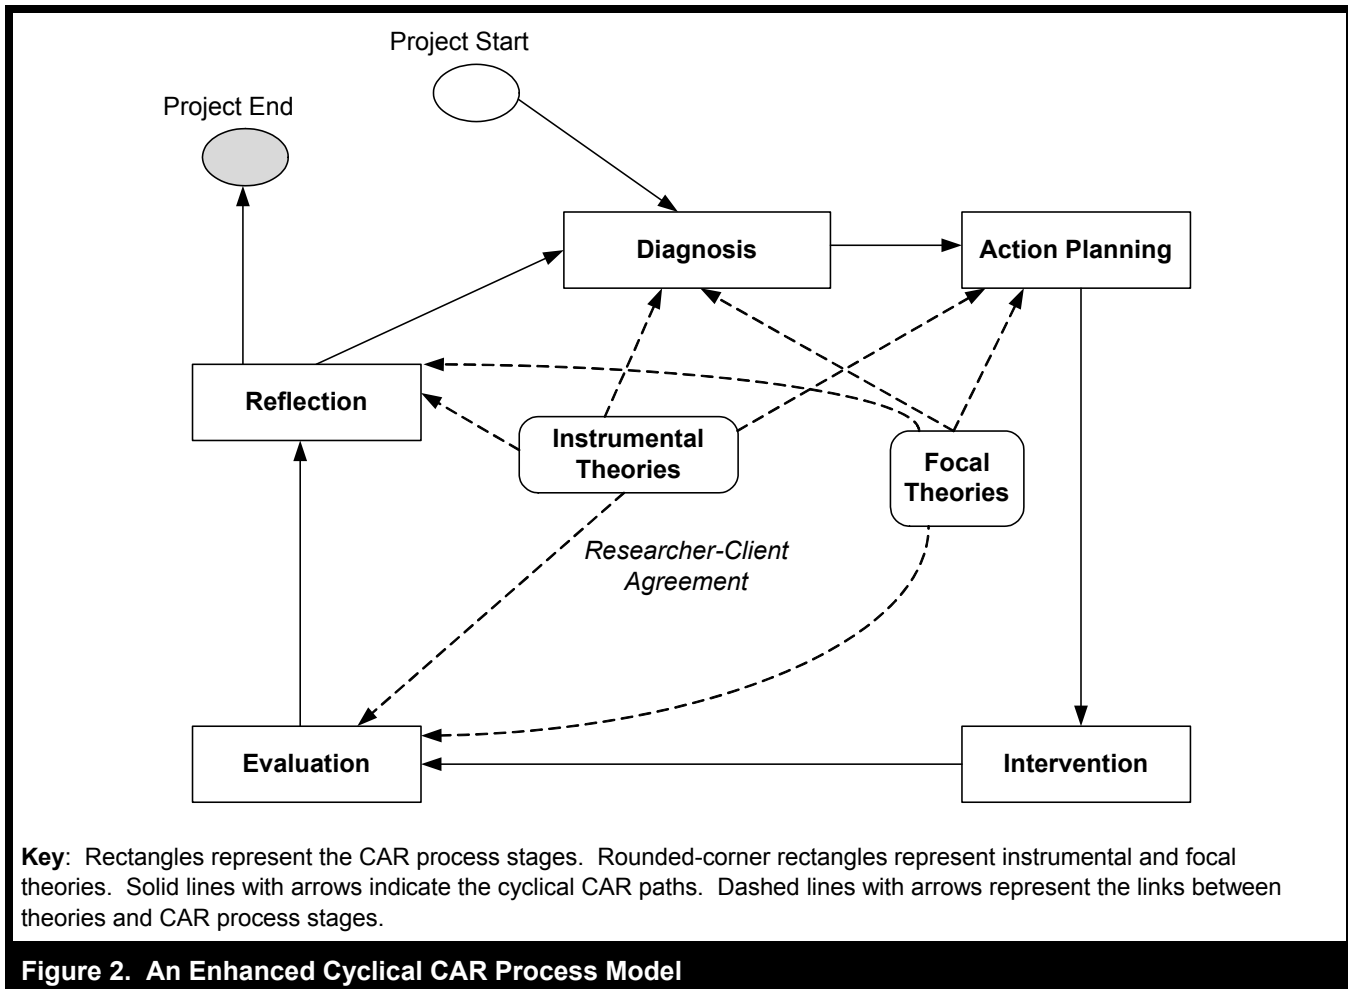 Project Start
Project End
Diagnosis
Action Planning
Reflection
Instrumental
Theories
Focal
Theories
Researcher-Client
Agreement
Evaluation
Intervention
Key:  Rectangles represent the CAR process stages.  Rounded-corner rectangles represent instrumental and focal
theories.  Solid lines with arrows indicate the cyclical CAR paths.  Dashed lines with arrows represent the links between
theories and CAR process stages.
Figure 2.  An Enhanced Cyclical CAR Process Model